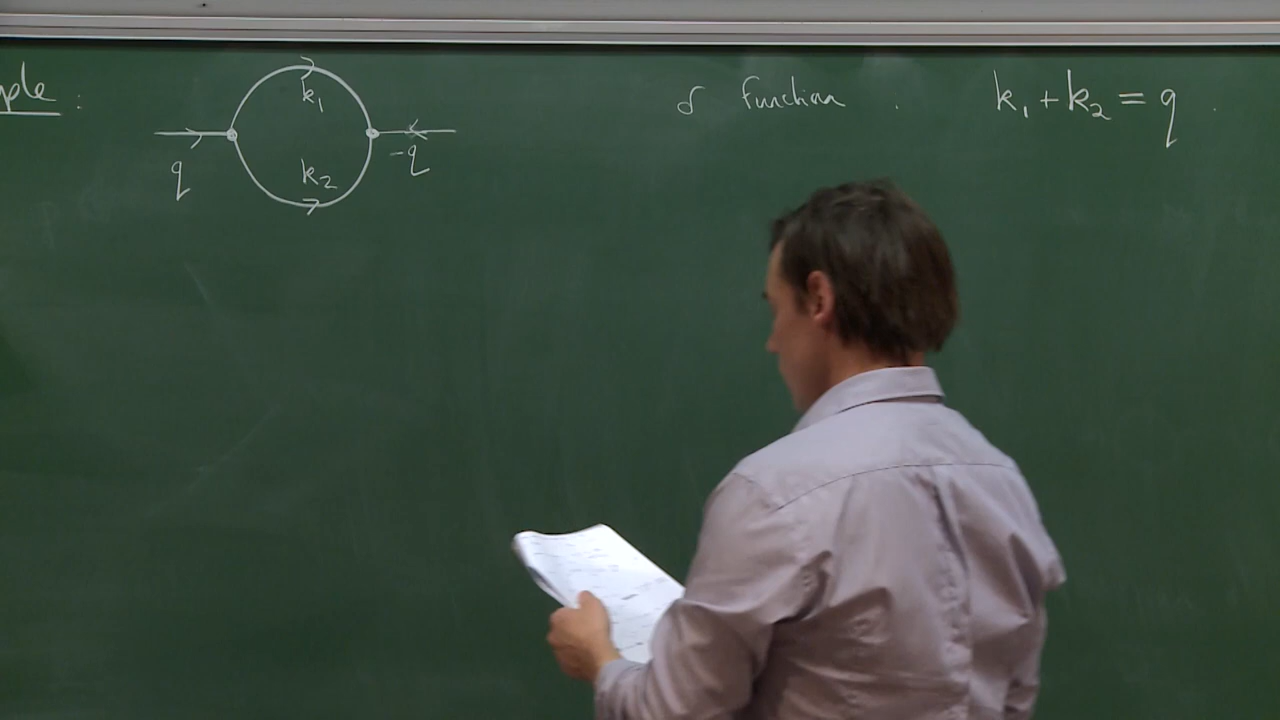 ple :
k₁
q
k₂
-q
δ function . k₁ + k₂ = q .